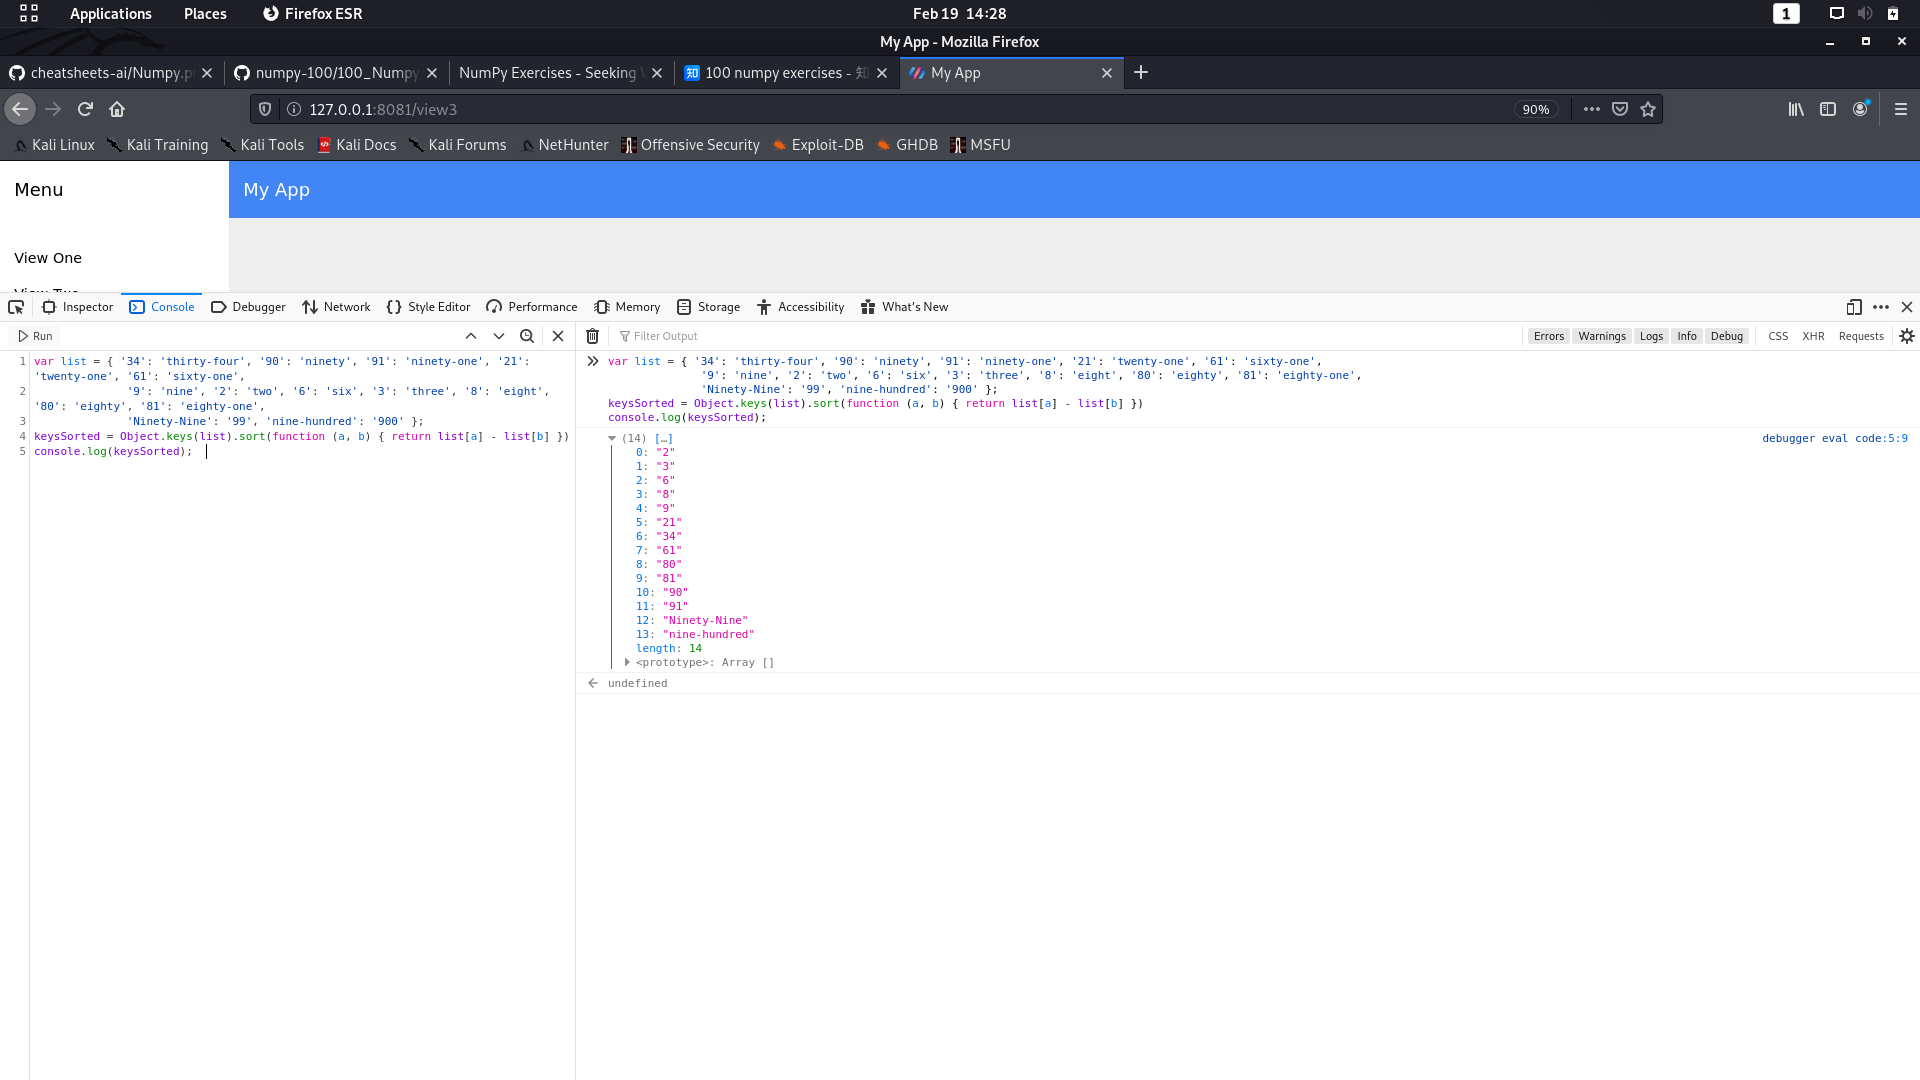 Applications Places Firefox ESR Feb 19 14:28 1
My App - Mozilla Firefox
cheatsheets-ai/Numpy.p numpy-100/100_Numpy NumPy Exercises - Seeking 100 numpy exercises - 知 My App
127.0.0.1:8081/view3 90%
Kali Linux Kali Training Kali Tools Kali Docs Kali Forums NetHunter Offensive Security Exploit-DB GHDB MSFU
Menu My App
View One
View Two
Inspector Console Debugger Network Style Editor Performance Memory Storage Accessibility What's New
Run Filter Output Errors Warnings Logs Info Debug CSS XHR Requests
1 var list = { '34': 'thirty-four', '90': 'ninety', '91': 'ninety-one', '21':
'twenty-one', '61': 'sixty-one',
2 '9': 'nine', '2': 'two', '6': 'six', '3': 'three', '8': 'eight',
'80': 'eighty', '81': 'eighty-one',
3 'Ninety-Nine': '99', 'nine-hundred': '900' };
4 keysSorted = Object.keys(list).sort(function (a, b) { return list[a] - list[b] })
5 console.log(keysSorted);
var list = { '34': 'thirty-four', '90': 'ninety', '91': 'ninety-one', '21': 'twenty-one', '61': 'sixty-one',
'9': 'nine', '2': 'two', '6': 'six', '3': 'three', '8': 'eight', '80': 'eighty', '81': 'eighty-one',
'Ninety-Nine': '99', 'nine-hundred': '900' };
keysSorted = Object.keys(list).sort(function (a, b) { return list[a] - list[b] })
console.log(keysSorted);
(14) […] debugger eval code:5:9
0: "2"
1: "3"
2: "6"
3: "8"
4: "9"
5: "21"
6: "34"
7: "61"
8: "80"
9: "81"
10: "90"
11: "91"
12: "Ninety-Nine"
13: "nine-hundred"
length: 14
<prototype>: Array []
undefined